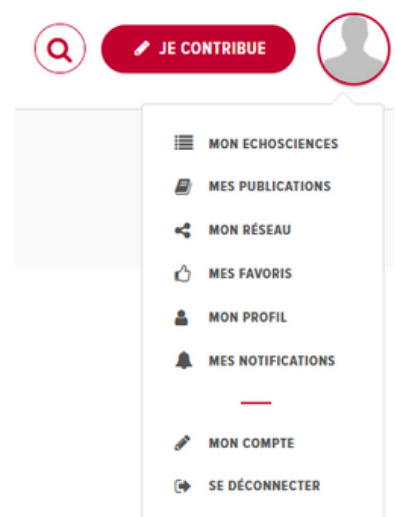 JE CONTRIBUE
MON ECHOSCIENCES
MES PUBLICATIONS
MON RÉSEAU
MES FAVORIS
MON PROFIL
MES NOTIFICATIONS
MON COMPTE
SE DÉCONNECTER